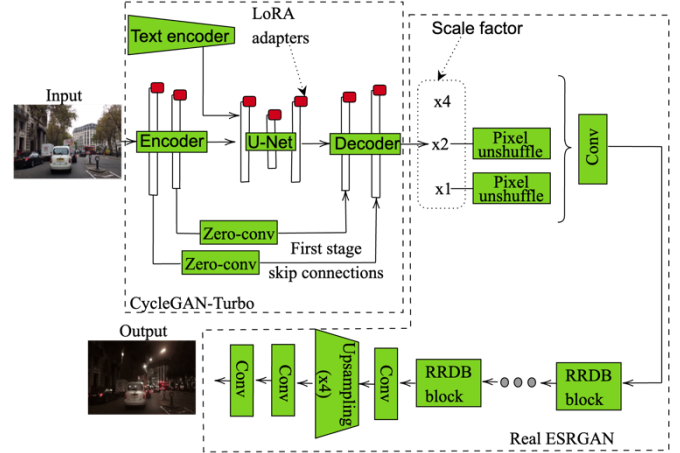 LoRA
adapters
Text encoder
Scale factor
Input
x4
Encoder
U-Net
Decoder
x2
Pixel
unshuffle
Conv
x1
Pixel
unshuffle
Zero-conv
Zero-conv
First stage
skip connections
CycleGAN-Turbo
Output
Conv
Conv
Upsampling
(x4)
Conv
RRDB
block
RRDB
block
Real ESRGAN